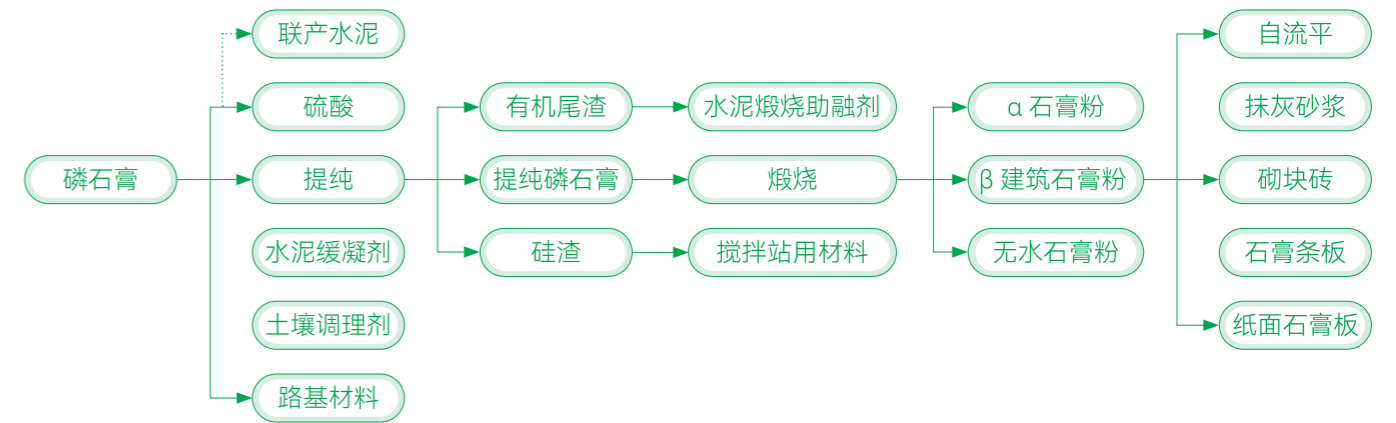 磷石膏
联产水泥
硫酸
提纯
水泥缓凝剂
土壤调理剂
路基材料
有机尾渣
提纯磷石膏
硅渣
水泥煅烧助融剂
煅烧
搅拌站用材料
α 石膏粉
β 建筑石膏粉
无水石膏粉
自流平
抹灰砂浆
砌块砖
石膏条板
纸面石膏板